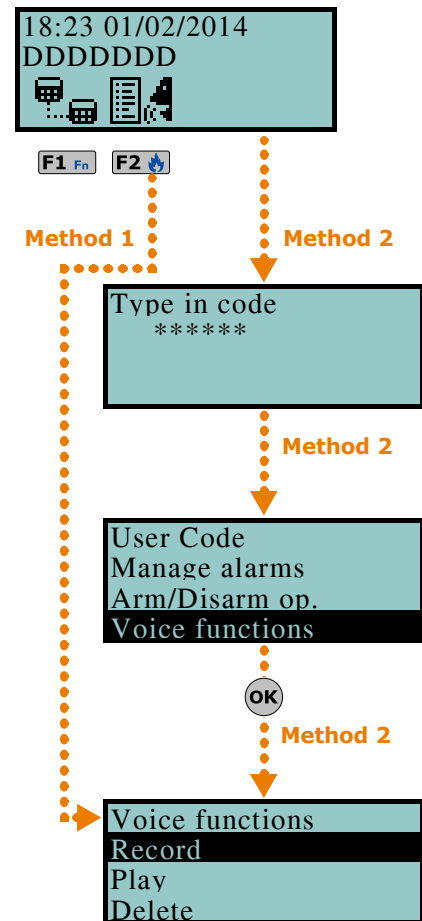 18:23 01/02/2014
DDDDDDD
F1 Fn F2
Method 1
Method 2
Type in code
******
Method 2
User Code
Manage alarms
Arm/Disarm op.
Voice functions
OK
Method 2
Voice functions
Record
Play
Delete